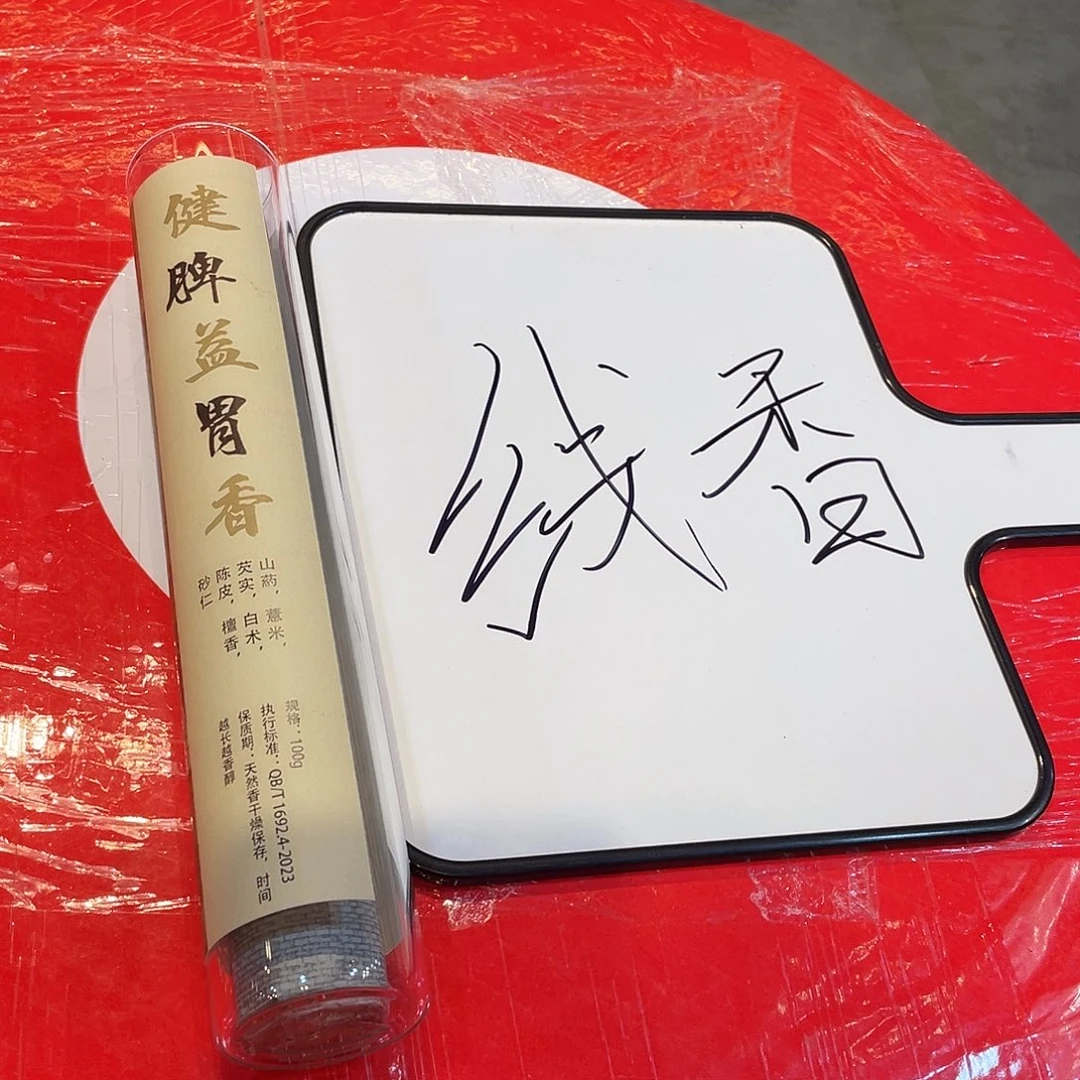 健脾益胃香
山药，薏米，
芡实，白术，
陈皮，檀香，
砂仁
规格：100g
执行标准：QB/T 1692.4-2023
保质期：天然香干燥保存，时间
越长越香醇
线香